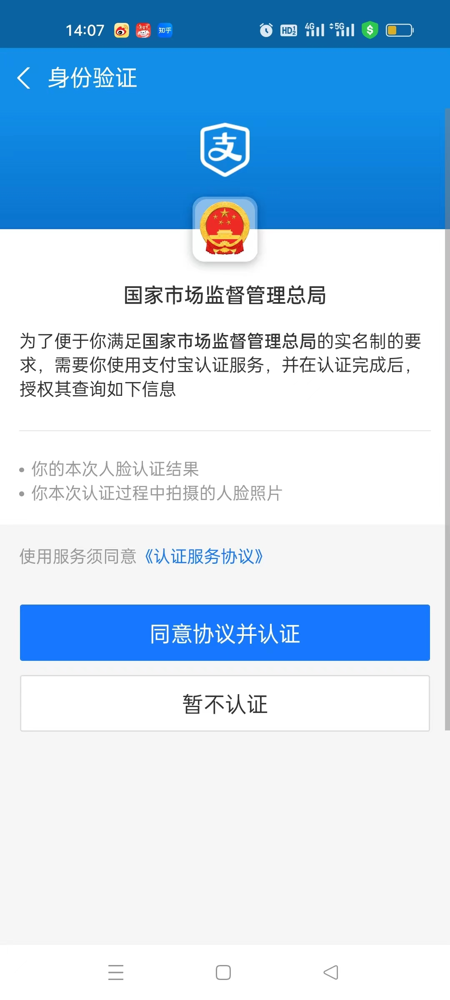 14:07
知乎
HD 1 2
4G
5G
身份验证
支
国家市场监督管理总局
为了便于你满足国家市场监督管理总局的实名制的要
求，需要你使用支付宝认证服务，并在认证完成后，
授权其查询如下信息
• 你的本次人脸认证结果
• 你本次认证过程中拍摄的人脸照片
使用服务须同意《认证服务协议》
同意协议并认证
暂不认证